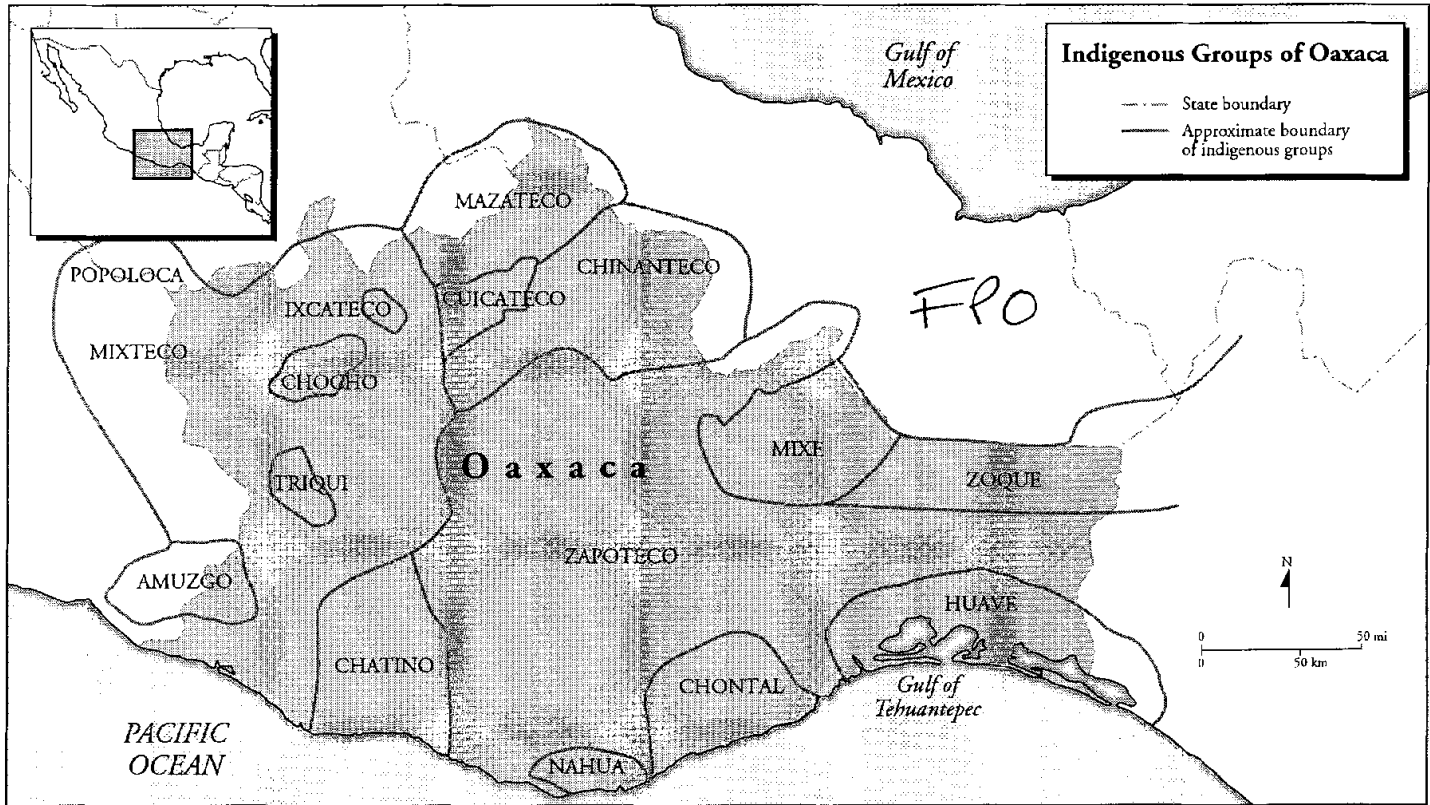 Gulf of
Mexico
Indigenous Groups of Oaxaca
State boundary
Approximate boundary
of indigenous groups
MAZATECO
POPOLOCA
CHINANTECO
IXCATECO
CUICATECO
FPO
MIXTECO
CHOCHO
MIXE
Oaxaca
TRIQUI
ZOQUE
ZAPOTECO
AMUZGO
N
HUAVE
0 50 mi
0 50 km
CHATINO
CHONTAL
Gulf of
Tehuantepec
PACIFIC
OCEAN
NAHUA